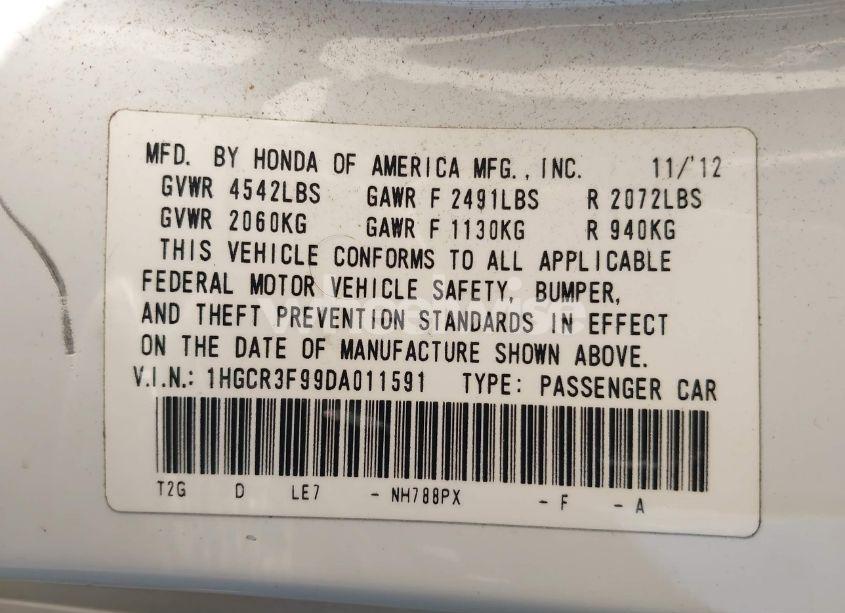 MFD. BY HONDA OF AMERICA MFG., INC. 11/'12
GVWR 4542LBS GAWR F 2491LBS R 2072LBS
GVWR 2060KG GAWR F 1130KG R 940KG
THIS VEHICLE CONFORMS TO ALL APPLICABLE
FEDERAL MOTOR VEHICLE SAFETY, BUMPER,
AND THEFT PREVENTION STANDARDS IN EFFECT
ON THE DATE OF MANUFACTURE SHOWN ABOVE.
V.I.N.: 1HGCR3F99DA011591 TYPE: PASSENGER CAR
T2G D LE7 - NH788PX - F - A